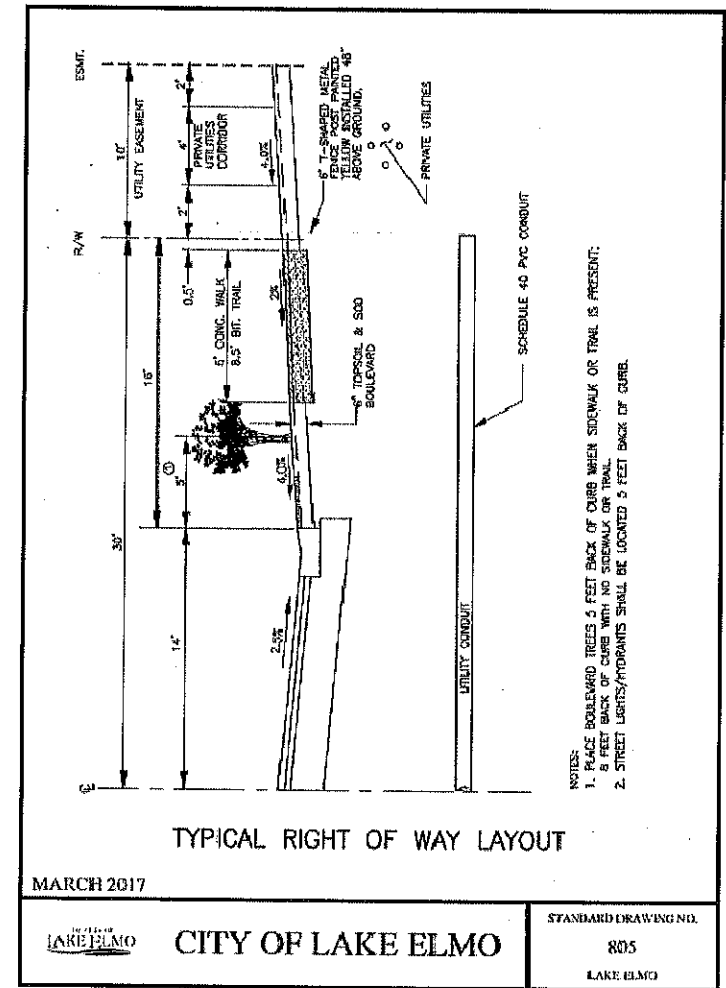 ESMT.
10'
UTILITY EASEMENT
2'
4'
PRIVATE
UTILITIES
CORRIDOR
2'
4.0%
R/W
6" T-SHAPED METAL
FENCE POST PAINTED
YELLOW INSTALLED 48"
ABOVE GROUND.
PRIVATE UTILITIES
0.5'
16'
6' CONC. WALK
8.5' BIT. TRAIL
2%
6" TOPSOIL & SOD
BOULEVARD
①
5'
4.0%
30'
14'
2.5%
SCHEDULE 40 PVC CONDUIT
UTILITY CONDUIT
NOTES:
1. PLACE BOULEVARD TREES 5 FEET BACK OF CURB WHEN SIDEWALK OR TRAIL IS PRESENT;
8 FEET BACK OF CURB WITH NO SIDEWALK OR TRAIL.
2. STREET LIGHTS/HYDRANTS SHALL BE LOCATED 5 FEET BACK OF CURB.
TYPICAL RIGHT OF WAY LAYOUT
MARCH 2017
LAKE ELMO
CITY OF LAKE ELMO
STANDARD DRAWING NO.
805
LAKE ELMO